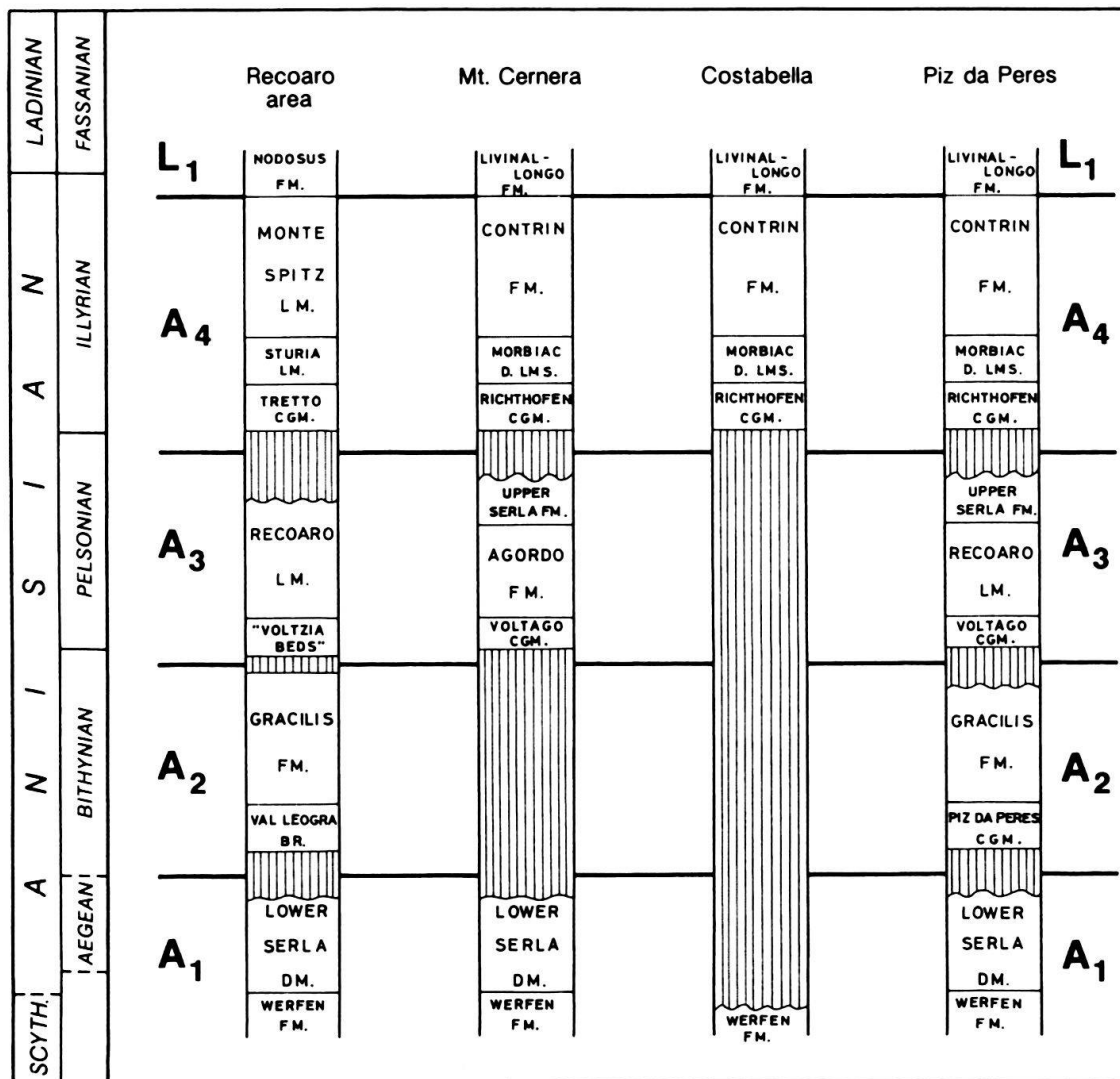 LADINIAN
FASSANIAN
ANISIAN
ILLYRIAN
PELSONIAN
BITHYNIAN
AEGEAN
SCYTH.
Recoaro
area
Mt. Cernera
Costabella
Piz da Peres
L1
A4
A3
A2
A1
NODOSUS
FM.
MONTE
SPITZ
LM.
STURIA
LM.
TRETTO
CGM.
RECOARO
LM.
"VOLTZIA
BEDS"
GRACILIS
FM.
VAL LEOGRA
BR.
LOWER
SERLA
DM.
WERFEN
FM.
LIVINAL-
LONGO
FM.
CONTRIN
FM.
MORBIAC
D. LMS.
RICHTHOFEN
CGM.
UPPER
SERLA FM.
AGORDO
FM.
VOLTAGO
CGM.
LOWER
SERLA
DM.
WERFEN
FM.
LIVINAL-
LONGO
FM.
CONTRIN
FM.
MORBIAC
D. LMS.
RICHTHOFEN
CGM.
WERFEN
FM.
LIVINAL-
LONGO
FM.
CONTRIN
FM.
MORBIAC
D. LMS.
RICHTHOFEN
CGM.
UPPER
SERLA FM.
RECOARO
LM.
VOLTAGO
CGM.
GRACILIS
FM.
PIZ DA PERES
CGM.
LOWER
SERLA
DM.
WERFEN
FM.
L1
A4
A3
A2
A1